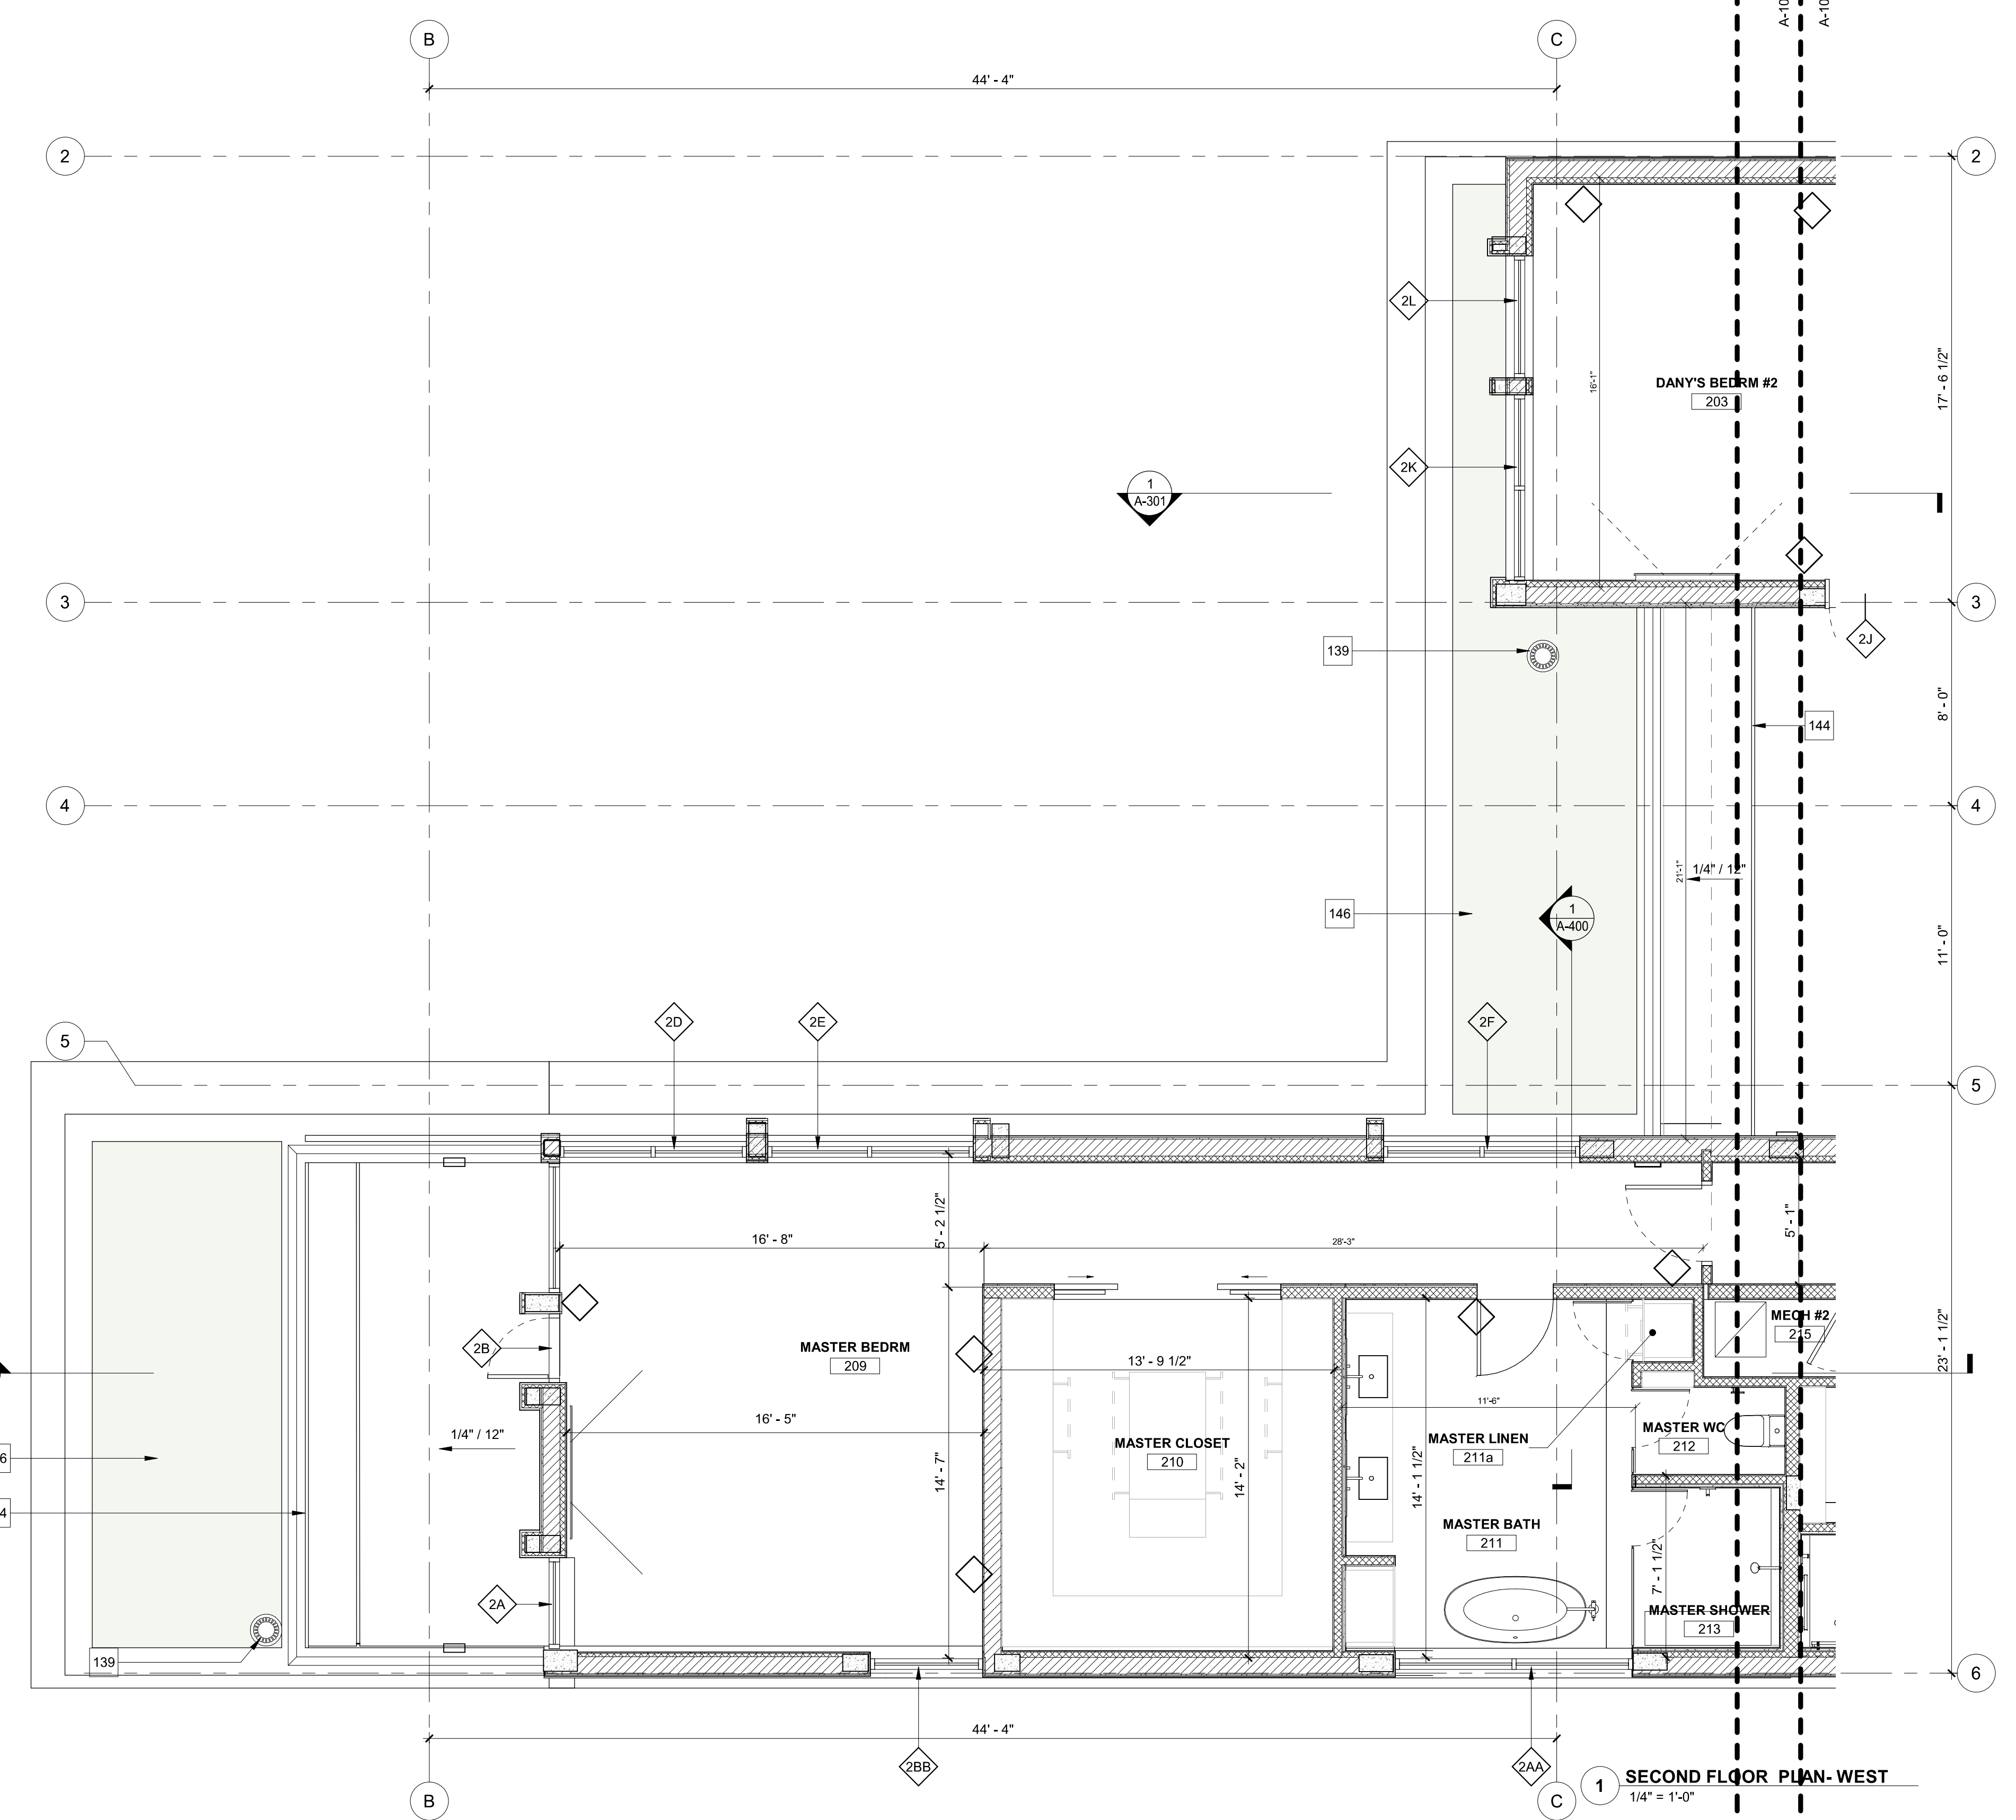 A-10
A-10
B
C
44' - 4"
2
2
2L
16'-1"
DANY'S BEDRM #2
203
17' - 6 1/2"
2K
1
A-301
3
3
2J
139
8' - 0"
144
4
4
21'-1"
1/4" / 12"
146
1
A-400
11' - 0"
2D
2E
2F
5
5
5' - 2 1/2"
5' - 1"
16' - 8"
28'-3"
MECH #2
215
23' - 1 1/2"
2B
MASTER BEDRM
209
13' - 9 1/2"
11'-6"
16' - 5"
1/4" / 12"
MASTER CLOSET
210
MASTER LINEN
211a
MASTER WC
212
6
14' - 7"
14' - 2"
14' - 1 1/2"
4
MASTER BATH
211
7' - 1 1/2"
2A
MASTER SHOWER
213
139
6
44' - 4"
2BB
2AA
B
C
1
SECOND FLOOR PLAN- WEST
1/4" = 1'-0"